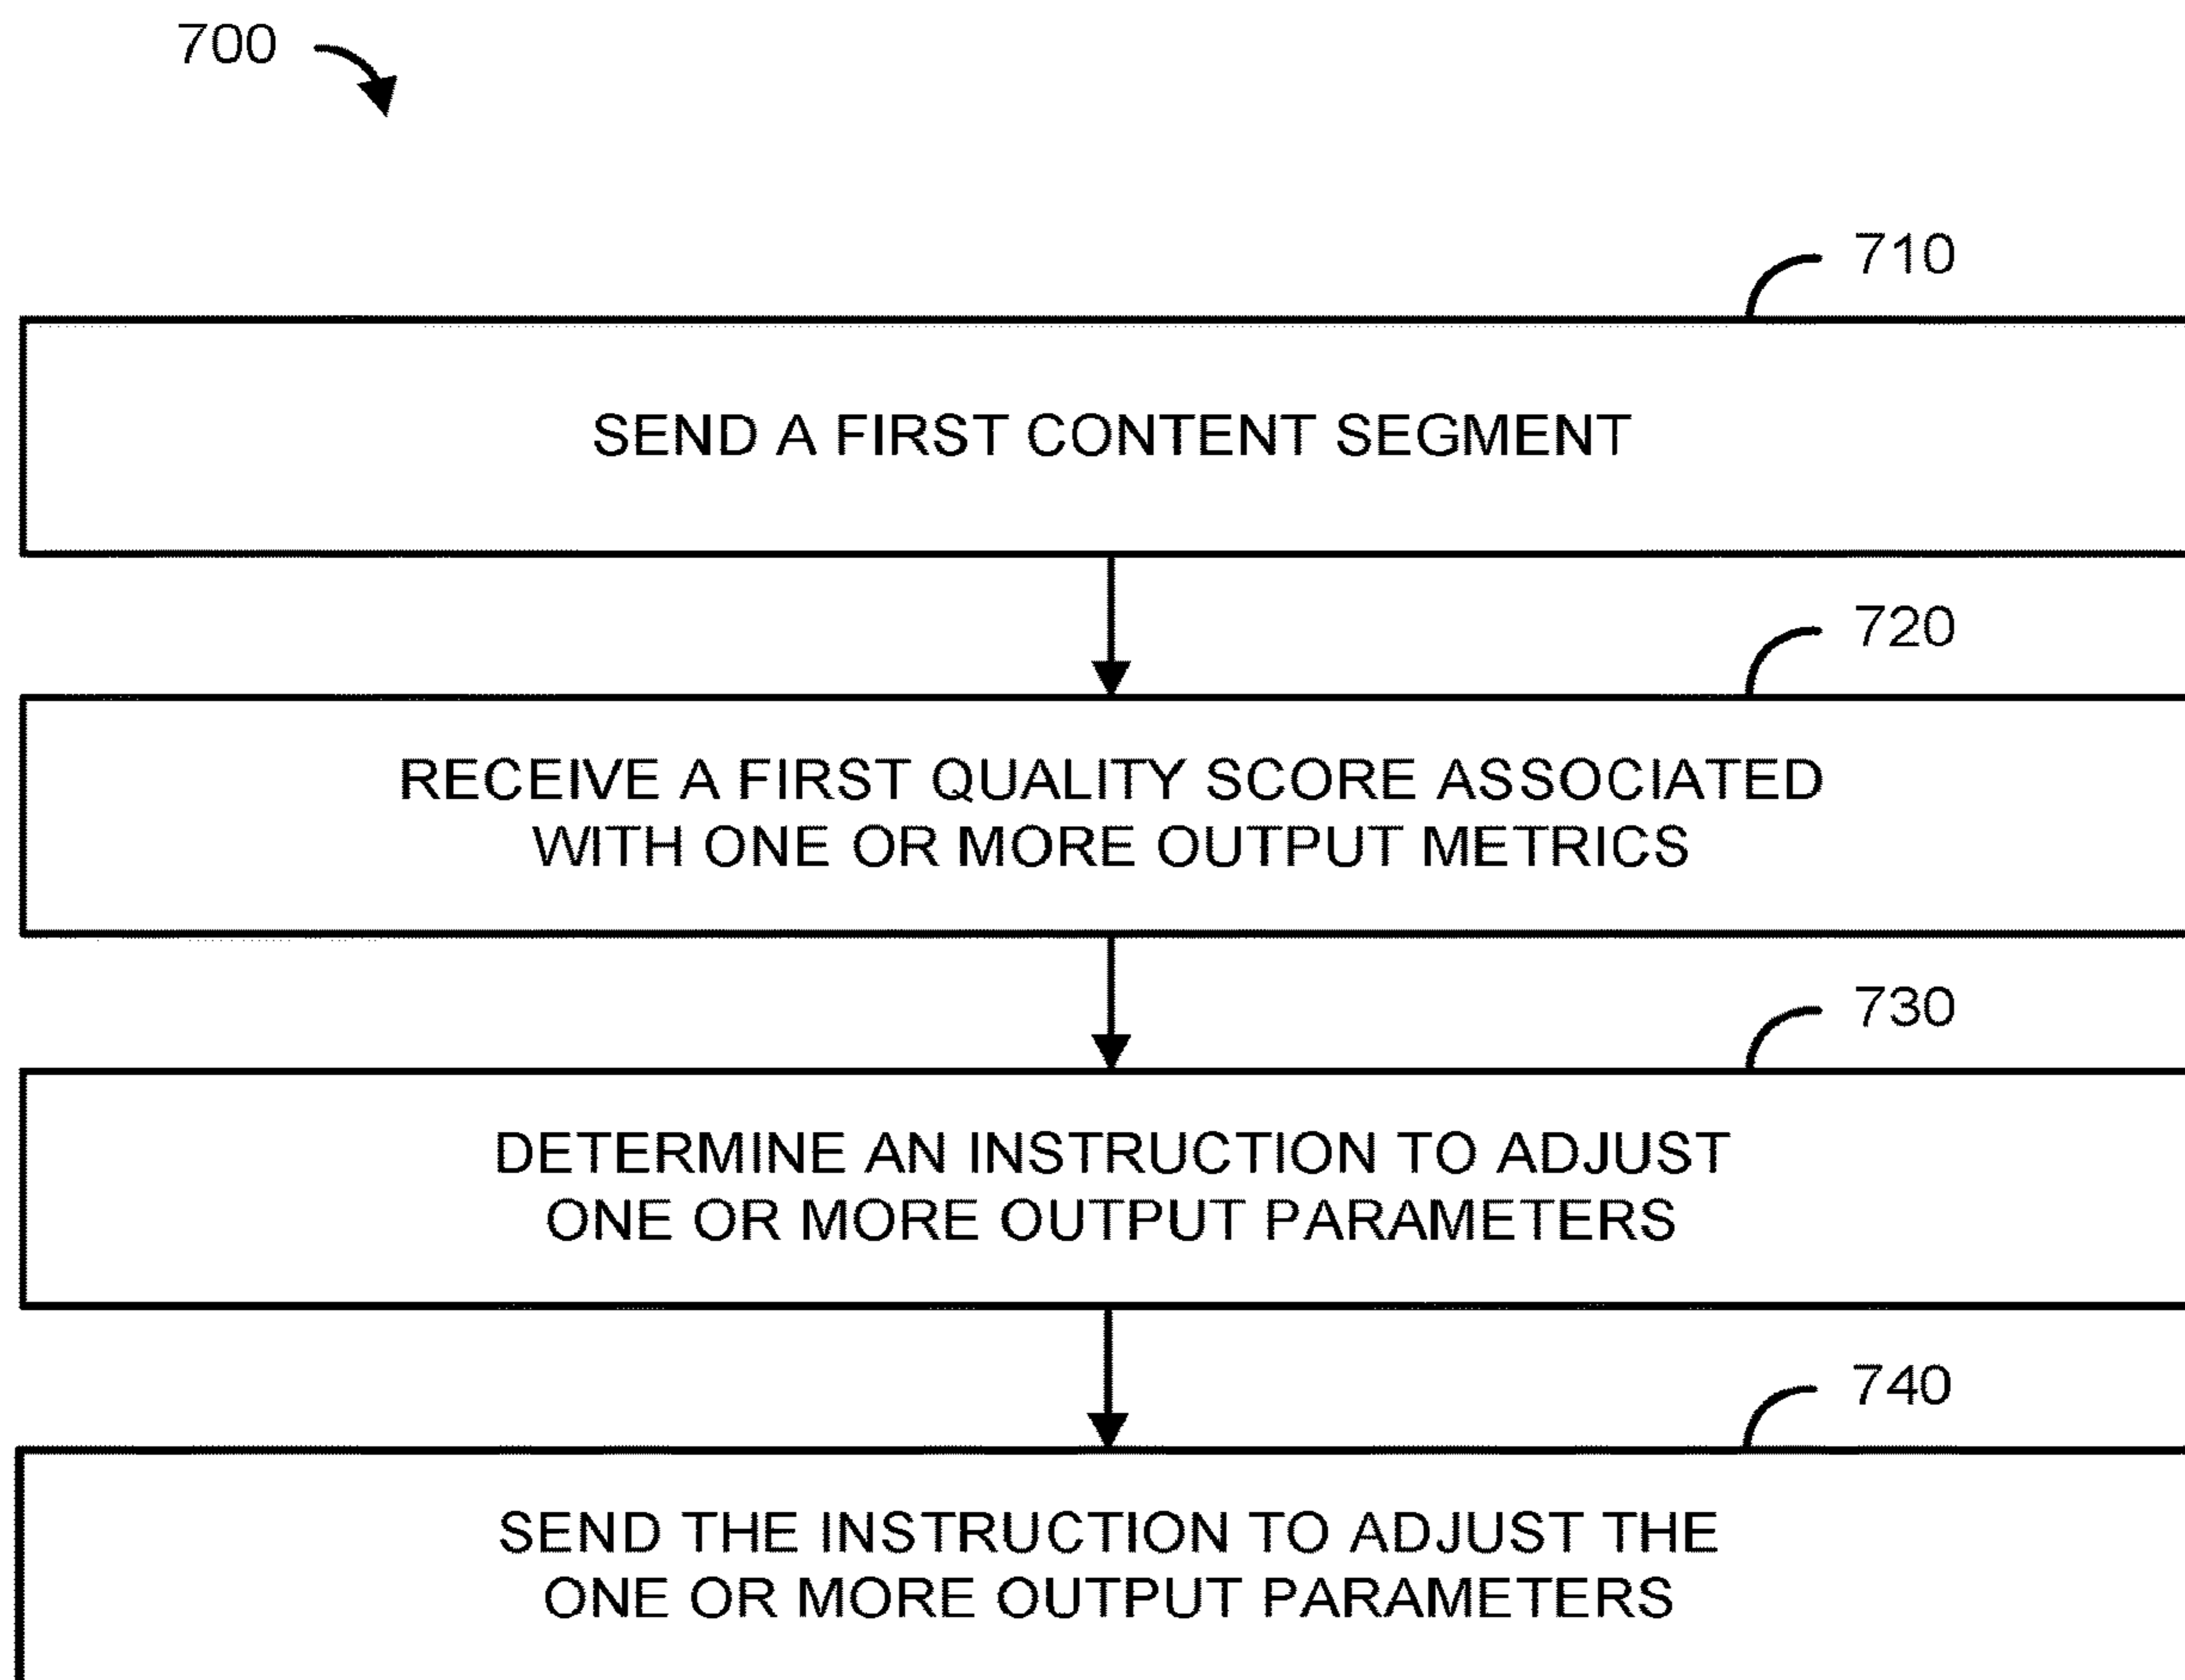 700
710
SEND A FIRST CONTENT SEGMENT
720
RECEIVE A FIRST QUALITY SCORE ASSOCIATED
WITH ONE OR MORE OUTPUT METRICS
730
DETERMINE AN INSTRUCTION TO ADJUST
ONE OR MORE OUTPUT PARAMETERS
740
SEND THE INSTRUCTION TO ADJUST THE
ONE OR MORE OUTPUT PARAMETERS